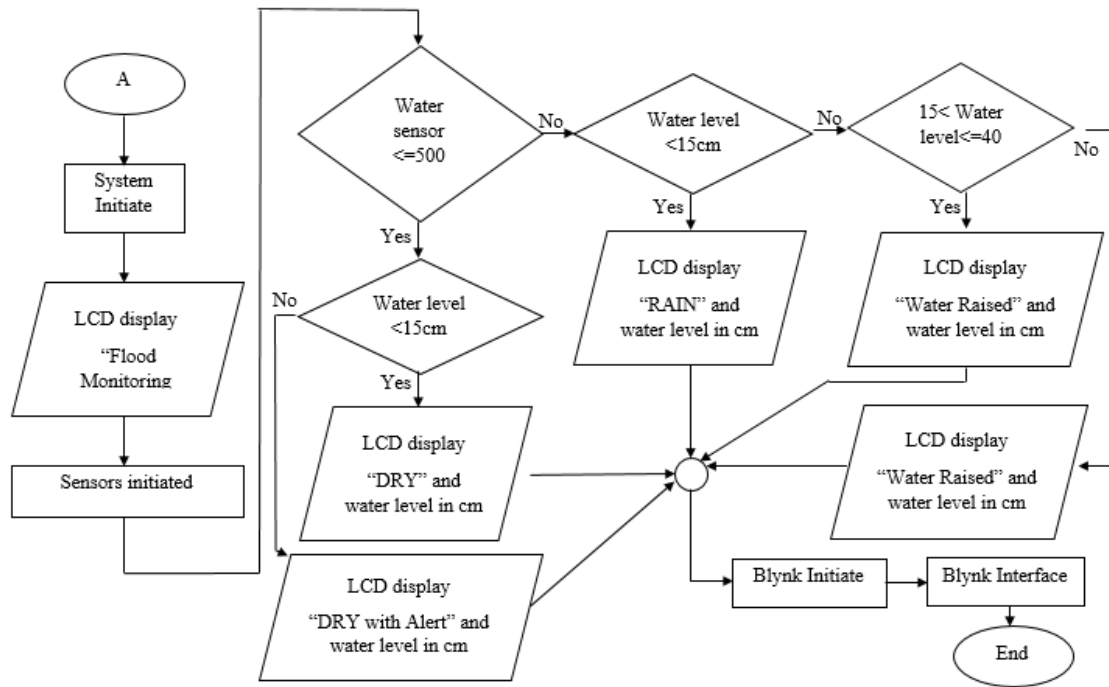 A
System
Initiate
LCD display
“Flood
Monitoring
Sensors initiated
Water
sensor
<=500
No
Yes
Water level
<15cm
No
Yes
LCD display
“DRY” and
water level in cm
LCD display
“DRY with Alert” and
water level in cm
Water level
<15cm
No
Yes
LCD display
“RAIN” and
water level in cm
15< Water
level<=40
No
Yes
LCD display
“Water Raised” and
water level in cm
LCD display
“Water Raised” and
water level in cm
Blynk Initiate
Blynk Interface
End